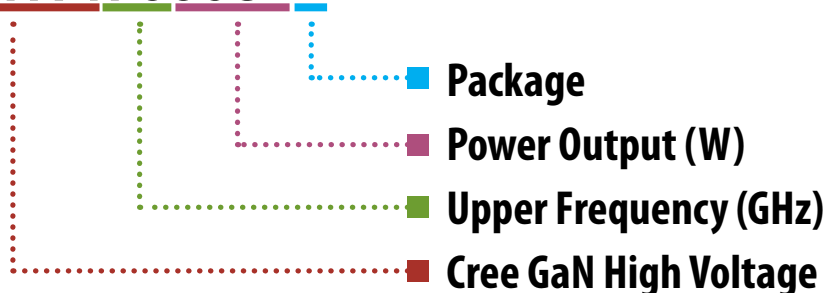 Package
Power Output (W)
Upper Frequency (GHz)
Cree GaN High Voltage